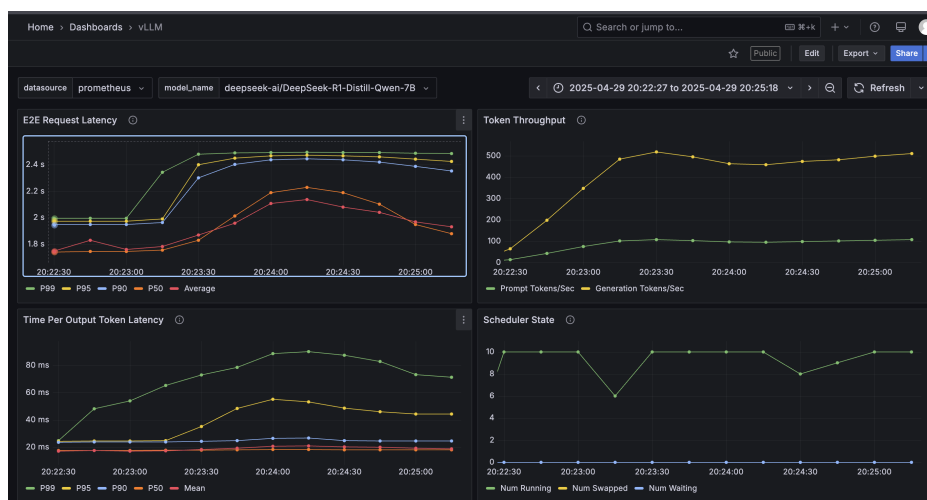 Home › Dashboards › vLLM
Search or jump to...
⌘+k
Public
Edit
Export
Share
datasource
prometheus
model_name
deepseek-ai/DeepSeek-R1-Distill-Qwen-7B
2025-04-29 20:22:27 to 2025-04-29 20:25:18
Refresh
E2E Request Latency
2.4 s
2.2 s
2 s
1.8 s
20:22:30 20:23:00 20:23:30 20:24:00 20:24:30 20:25:00
P99 P95 P90 P50 Average
Token Throughput
500
400
300
200
100
0
20:22:30 20:23:00 20:23:30 20:24:00 20:24:30 20:25:00
Prompt Tokens/Sec Generation Tokens/Sec
Time Per Output Token Latency
80 ms
60 ms
40 ms
20 ms
20:22:30 20:23:00 20:23:30 20:24:00 20:24:30 20:25:00
P99 P95 P90 P50 Mean
Scheduler State
10
8
6
4
2
0
20:22:30 20:23:00 20:23:30 20:24:00 20:24:30 20:25:00
Num Running Num Swapped Num Waiting